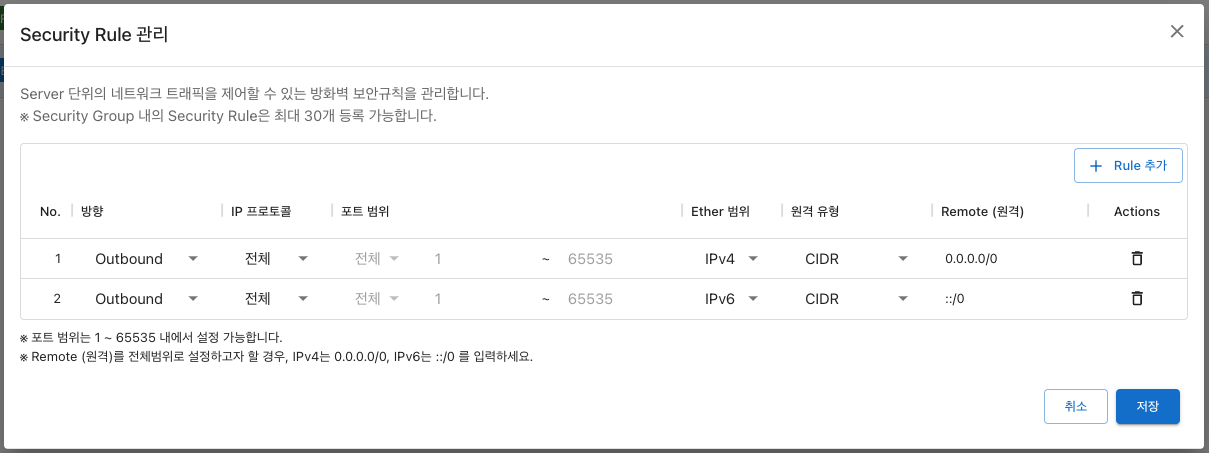 Security Rule 관리
Server 단위의 네트워크 트래픽을 제어할 수 있는 방화벽 보안규칙을 관리합니다.
※ Security Group 내의 Security Rule은 최대 30개 등록 가능합니다.
Rule 추가
No. 방향 IP 프로토콜 포트 범위 Ether 범위 원격 유형 Remote (원격) Actions
1 Outbound 전체 전체 1 ~ 65535 IPv4 CIDR 0.0.0.0/0
2 Outbound 전체 전체 1 ~ 65535 IPv6 CIDR ::/0
※ 포트 범위는 1 ~ 65535 내에서 설정 가능합니다.
※ Remote (원격)를 전체범위로 설정하고자 할 경우, IPv4는 0.0.0.0/0, IPv6는 ::/0 를 입력하세요.
취소 저장